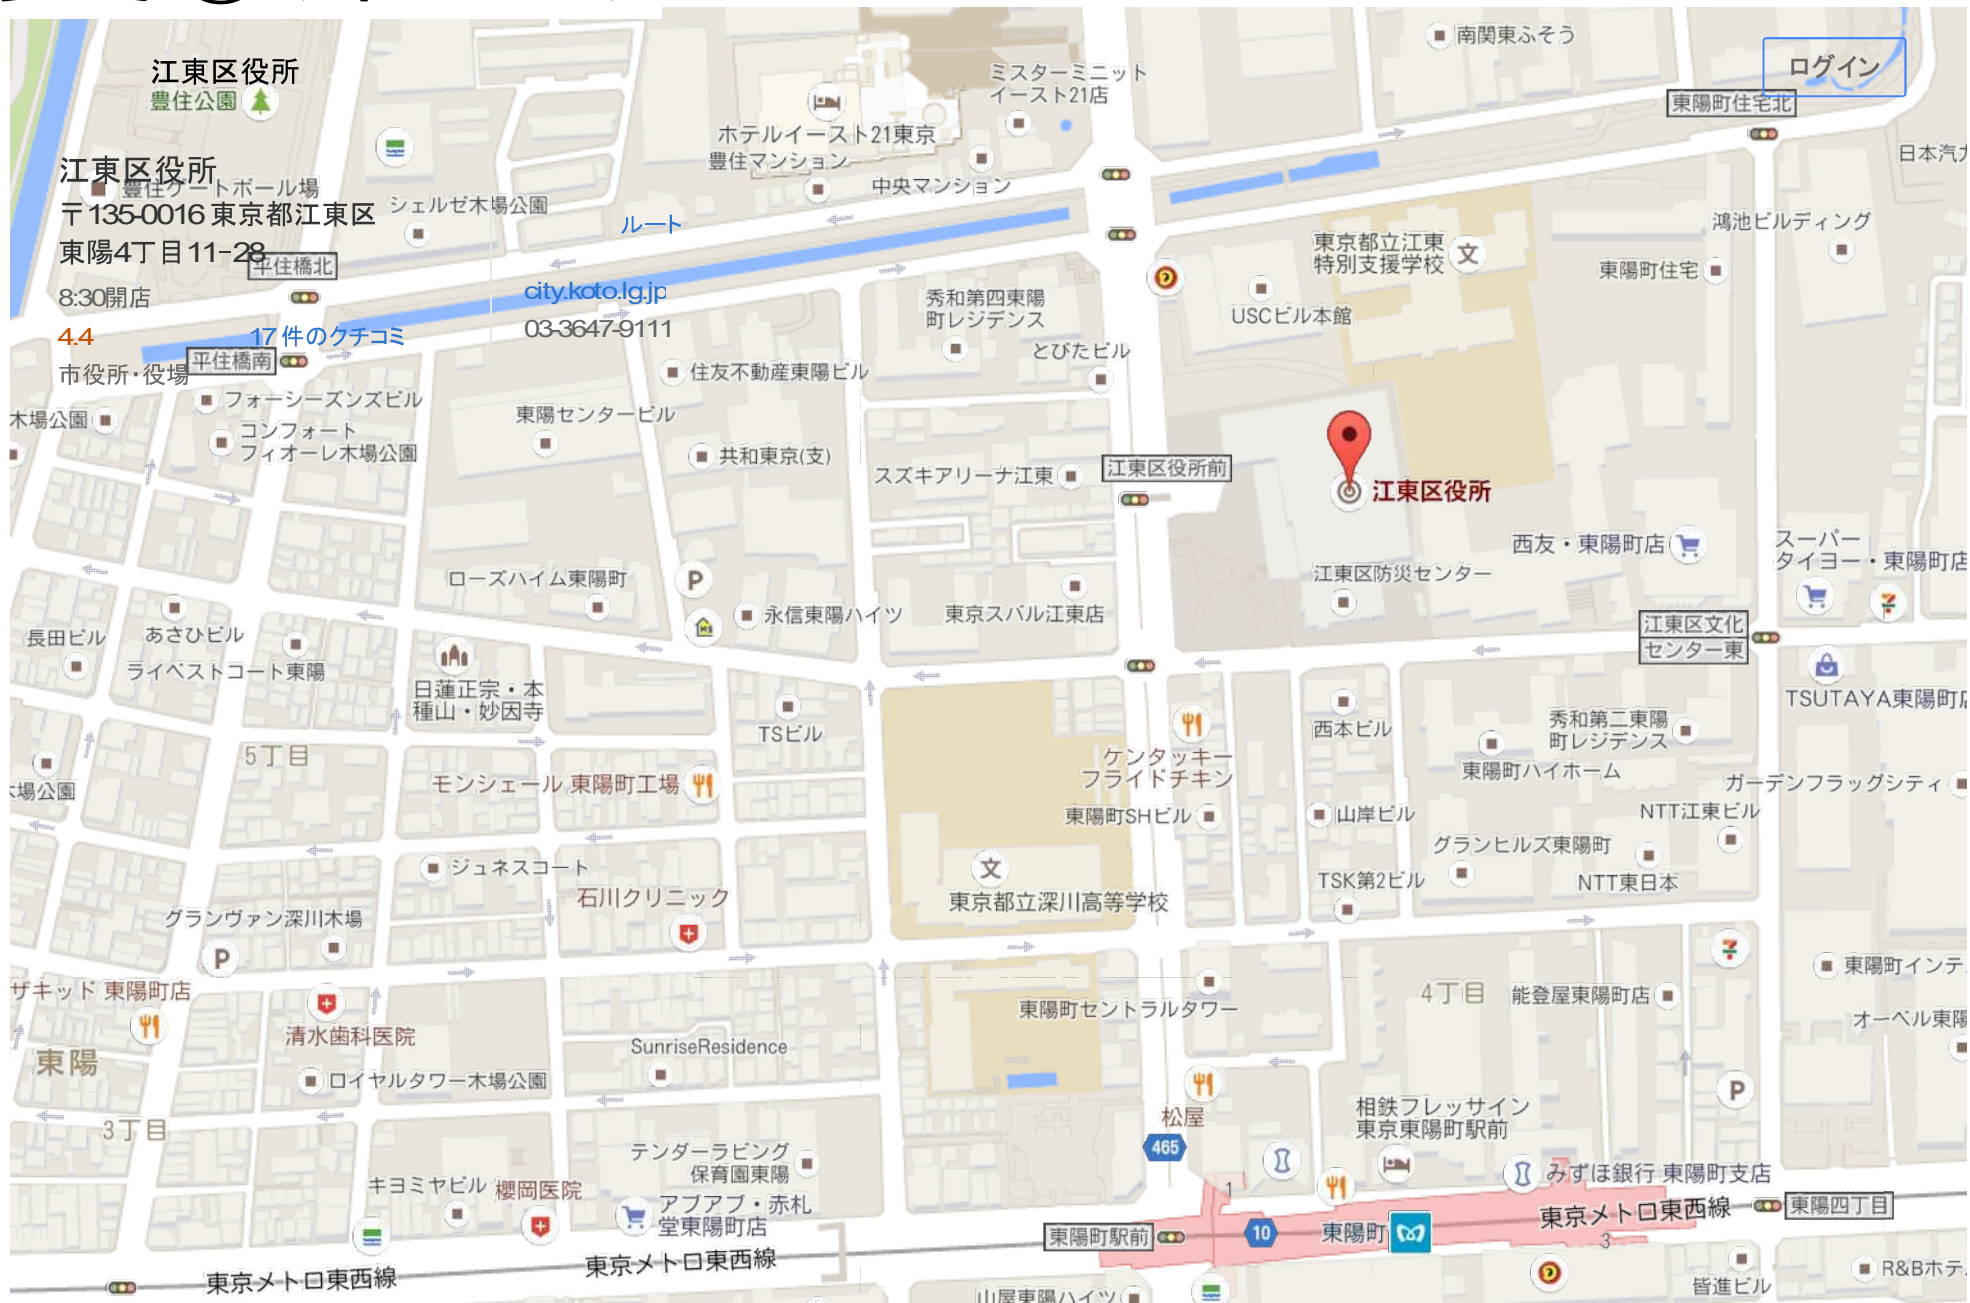 江東区役所
豊住公園
江東区役所
豊住ゲートボール場
〒135-0016 東京都江東区
東陽4丁目11-28
8:30開店
4.4
17 件のクチコミ
市役所・役場
ルート
city.koto.lg.jp
03-3647-9111
ログイン
南関東ふそう
ミスターミニット
イースト21店
東陽町住宅北
ホテルイースト21東京
豊住マンション
中央マンション
シェルゼ木場公園
平住橋北
平住橋南
東京都立江東
特別支援学校
鴻池ビルディング
東陽町住宅
USCビル本館
秀和第四東陽
町レジデンス
とびたビル
住友不動産東陽ビル
フォーシーズンズビル
木場公園
コンフォート
フィオーレ木場公園
東陽センタービル
共和東京(支)
スズキアリーナ江東
江東区役所前
江東区役所
西友・東陽町店
スーパー
タイヨー・東陽町店
江東区防災センター
ローズハイム東陽町
P
永信東陽ハイツ
東京スバル江東店
江東区文化
センター東
長田ビル
あさひビル
ライベストコート東陽
日蓮正宗・本
種山・妙因寺
TSビル
ケンタッキー
フライドチキン
西本ビル
秀和第二東陽
町レジデンス
TSUTAYA東陽町店
東陽町ハイホーム
ガーデンフラッグシティ
5丁目
モンシェール 東陽町工場
木場公園
東陽町SHビル
山岸ビル
NTT江東ビル
グランヒルズ東陽町
NTT東日本
ジュネスコート
石川クリニック
文
文
東京都立深川高等学校
TSK第2ビル
グランヴァン深川木場
P
ザキッド 東陽町店
清水歯科医院
東陽
ロイヤルタワー木場公園
SunriseResidence
東陽町セントラルタワー
4丁目
能登屋東陽町店
東陽町インテ
オーベル東陽
P
3丁目
松屋
465
相鉄フレッサイン
東京東陽町駅前
テンダーラビング
保育園東陽
キヨミヤビル
櫻岡医院
アブアブ・赤札
堂東陽町店
みずほ銀行 東陽町支店
1
東陽町駅前
10
東陽町
東京メトロ東西線
3
東陽四丁目
東京メトロ東西線
東京メトロ東西線
山屋東陽ハイツ
皆進ビル
R&Bホテ
日本汽